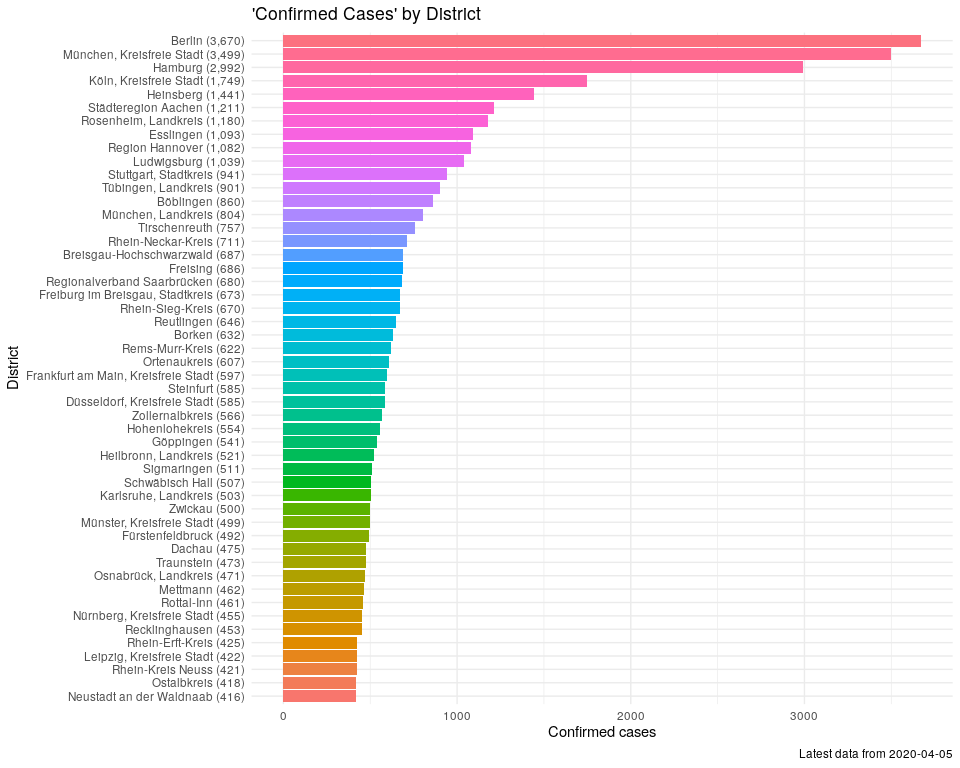 'Confirmed Cases' by District
Berlin (3,670)
München, Kreisfreie Stadt (3,499)
Hamburg (2,992)
Köln, Kreisfreie Stadt (1,749)
Heinsberg (1,441)
Städteregion Aachen (1,211)
Rosenheim, Landkreis (1,180)
Esslingen (1,093)
Region Hannover (1,082)
Ludwigsburg (1,039)
Stuttgart, Stadtkreis (941)
Tübingen, Landkreis (901)
Böblingen (860)
München, Landkreis (804)
Tirschenreuth (757)
Rhein-Neckar-Kreis (711)
Breisgau-Hochschwarzwald (687)
Freising (686)
Regionalverband Saarbrücken (680)
Freiburg im Breisgau, Stadtkreis (673)
Rhein-Sieg-Kreis (670)
Reutlingen (646)
Borken (632)
Rems-Murr-Kreis (622)
Ortenaukreis (607)
Frankfurt am Main, Kreisfreie Stadt (597)
Steinfurt (585)
Düsseldorf, Kreisfreie Stadt (585)
Zollernalbkreis (566)
Hohenlohekreis (554)
Göppingen (541)
Heilbronn, Landkreis (521)
Sigmaringen (511)
Schwäbisch Hall (507)
Karlsruhe, Landkreis (503)
Zwickau (500)
Münster, Kreisfreie Stadt (499)
Fürstenfeldbruck (492)
Dachau (475)
Traunstein (473)
Osnabrück, Landkreis (471)
Mettmann (462)
Rottal-Inn (461)
Nürnberg, Kreisfreie Stadt (455)
Recklinghausen (453)
Rhein-Erft-Kreis (425)
Leipzig, Kreisfreie Stadt (422)
Rhein-Kreis Neuss (421)
Ostalbkreis (418)
Neustadt an der Waldnaab (416)
District
0 1000 2000 3000
Confirmed cases
Latest data from 2020-04-05